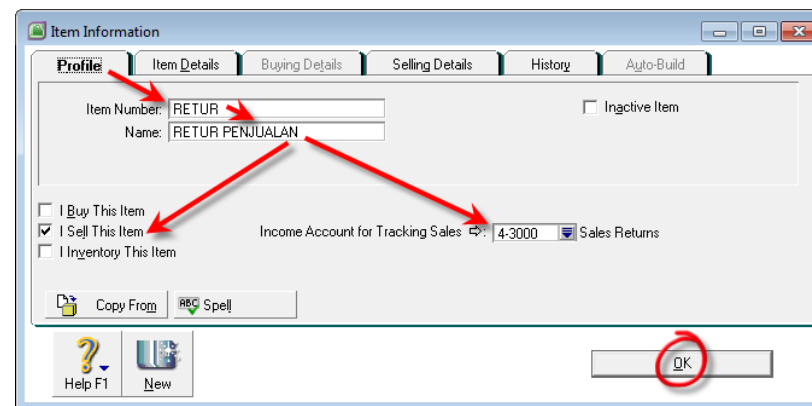 Item Information
Profile Item Details Buying Details Selling Details History Auto-Build
Item Number: RETUR Inactive Item
Name: RETUR PENJUALAN
I Buy This Item
I Sell This Item Income Account for Tracking Sales ⇨: 4-3000 Sales Returns
I Inventory This Item
Copy From ABC Spell
Help F1 New OK